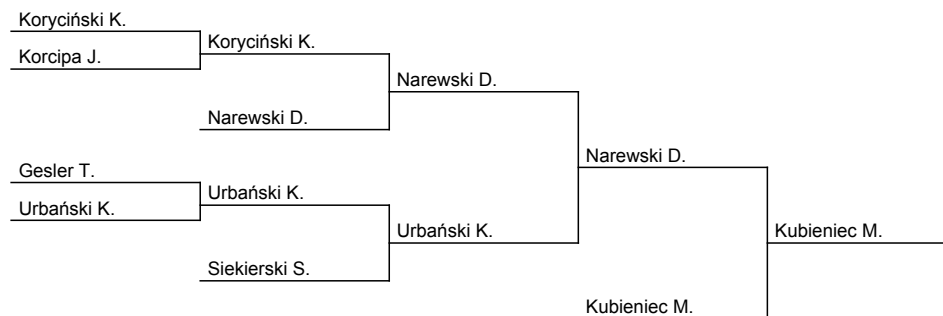 Koryciński K.
Korcipa J.
Koryciński K.
Narewski D.
Narewski D.
Gesler T.
Urbański K.
Urbański K.
Siekierski S.
Urbański K.
Narewski D.
Kubieniec M.
Kubieniec M.